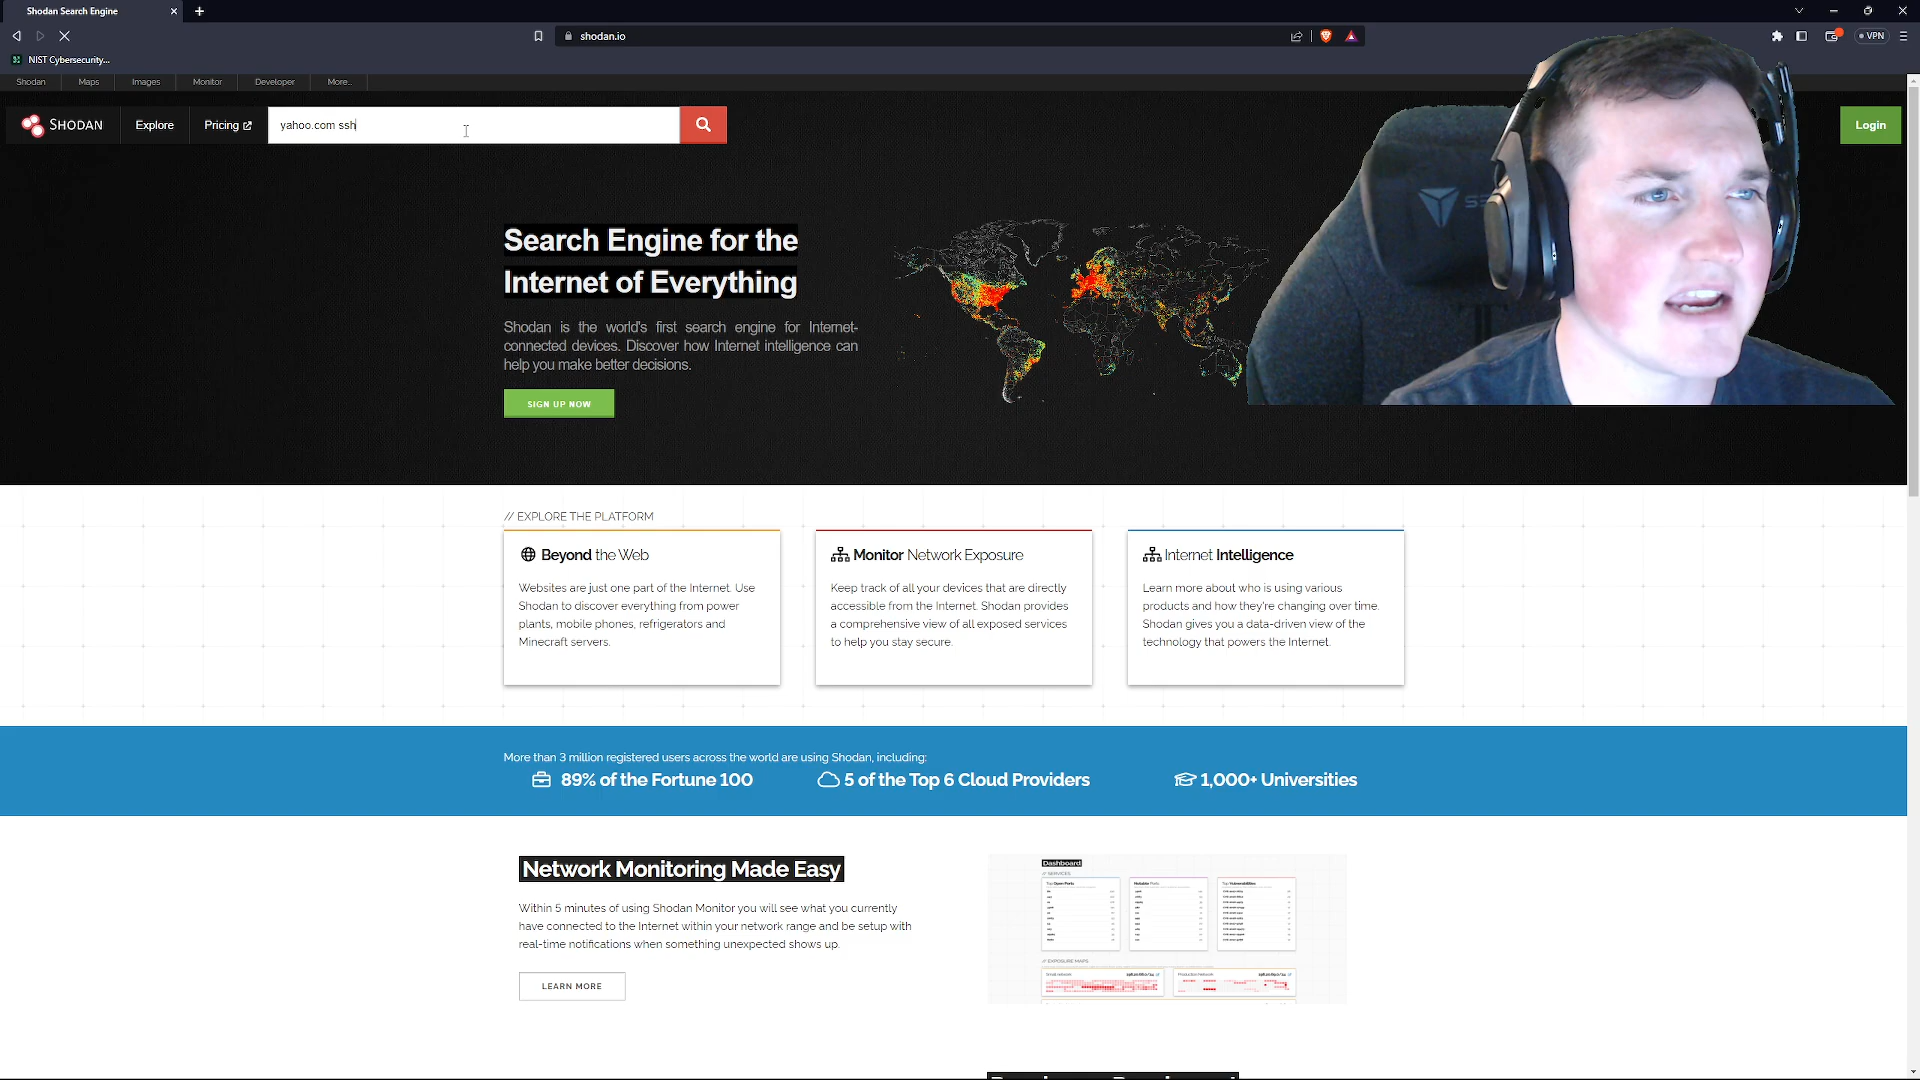 Shodan Search Engine
shodan.io
VPN
NIST Cybersecurity...
Shodan
Maps
Images
Monitor
Developer
More...
SHODAN
Explore
Pricing
yahoo.com ssh
Login
Search Engine for the
Internet of Everything
Shodan is the world's first search engine for Internet-
connected devices. Discover how Internet intelligence can
help you make better decisions.
SIGN UP NOW
// EXPLORE THE PLATFORM
Beyond the Web
Websites are just one part of the Internet. Use
Shodan to discover everything from power
plants, mobile phones, refrigerators and
Minecraft servers.
Monitor Network Exposure
Keep track of all your devices that are directly
accessible from the Internet. Shodan provides
a comprehensive view of all exposed services
to help you stay secure.
Internet Intelligence
Learn more about who is using various
products and how they're changing over time.
Shodan gives you a data-driven view of the
technology that powers the Internet.
More than 3 million registered users across the world are using Shodan, including:
89% of the Fortune 100
5 of the Top 6 Cloud Providers
1,000+ Universities
Network Monitoring Made Easy
Within 5 minutes of using Shodan Monitor you will see what you currently
have connected to the Internet within your network range and be setup with
real-time notifications when something unexpected shows up.
LEARN MORE
Dashboard
// SERVICES
Top Open Ports
Notable Ports
Top Vulnerabilities
// EXPOSURE MAPS